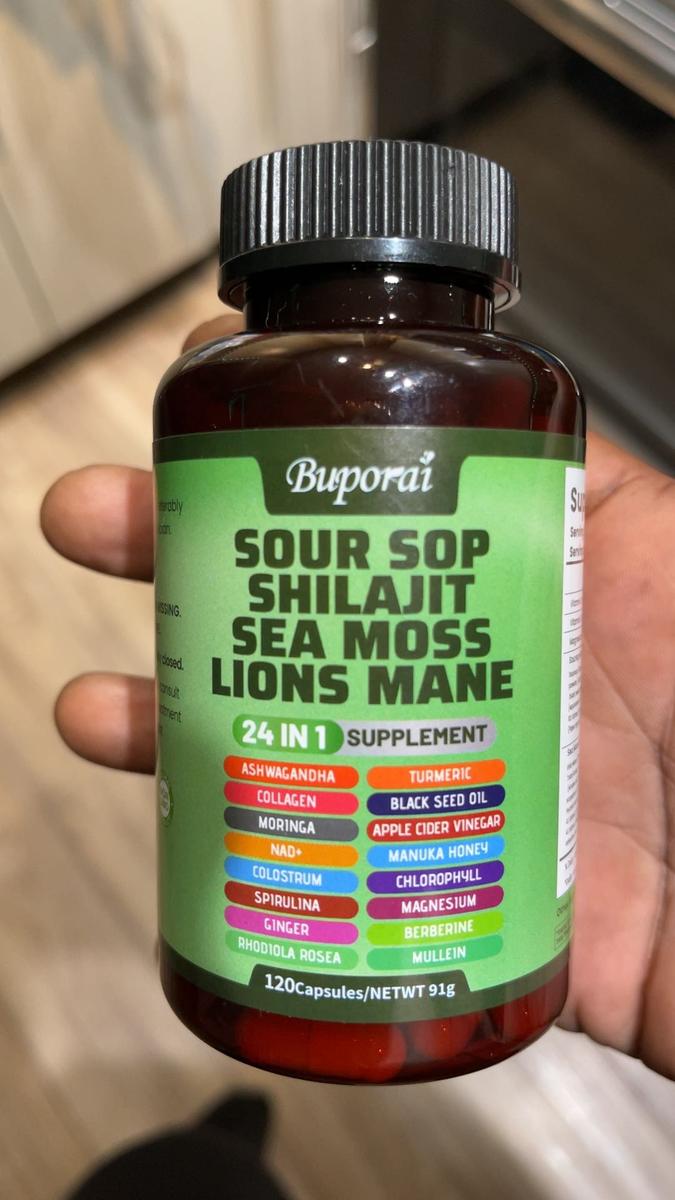 Buporai
SOUR SOP
SHILAJIT
SEA MOSS
LIONS MANE
24 IN 1 SUPPLEMENT
ASHWAGANDHA
TURMERIC
COLLAGEN
BLACK SEED OIL
MORINGA
APPLE CIDER VINEGAR
NAD+
MANUKA HONEY
COLOSTRUM
CHLOROPHYLL
SPIRULINA
MAGNESIUM
GINGER
BERBERINE
RHODIOLA ROSEA
MULLEIN
120Capsules/NETWT 91g
closed.